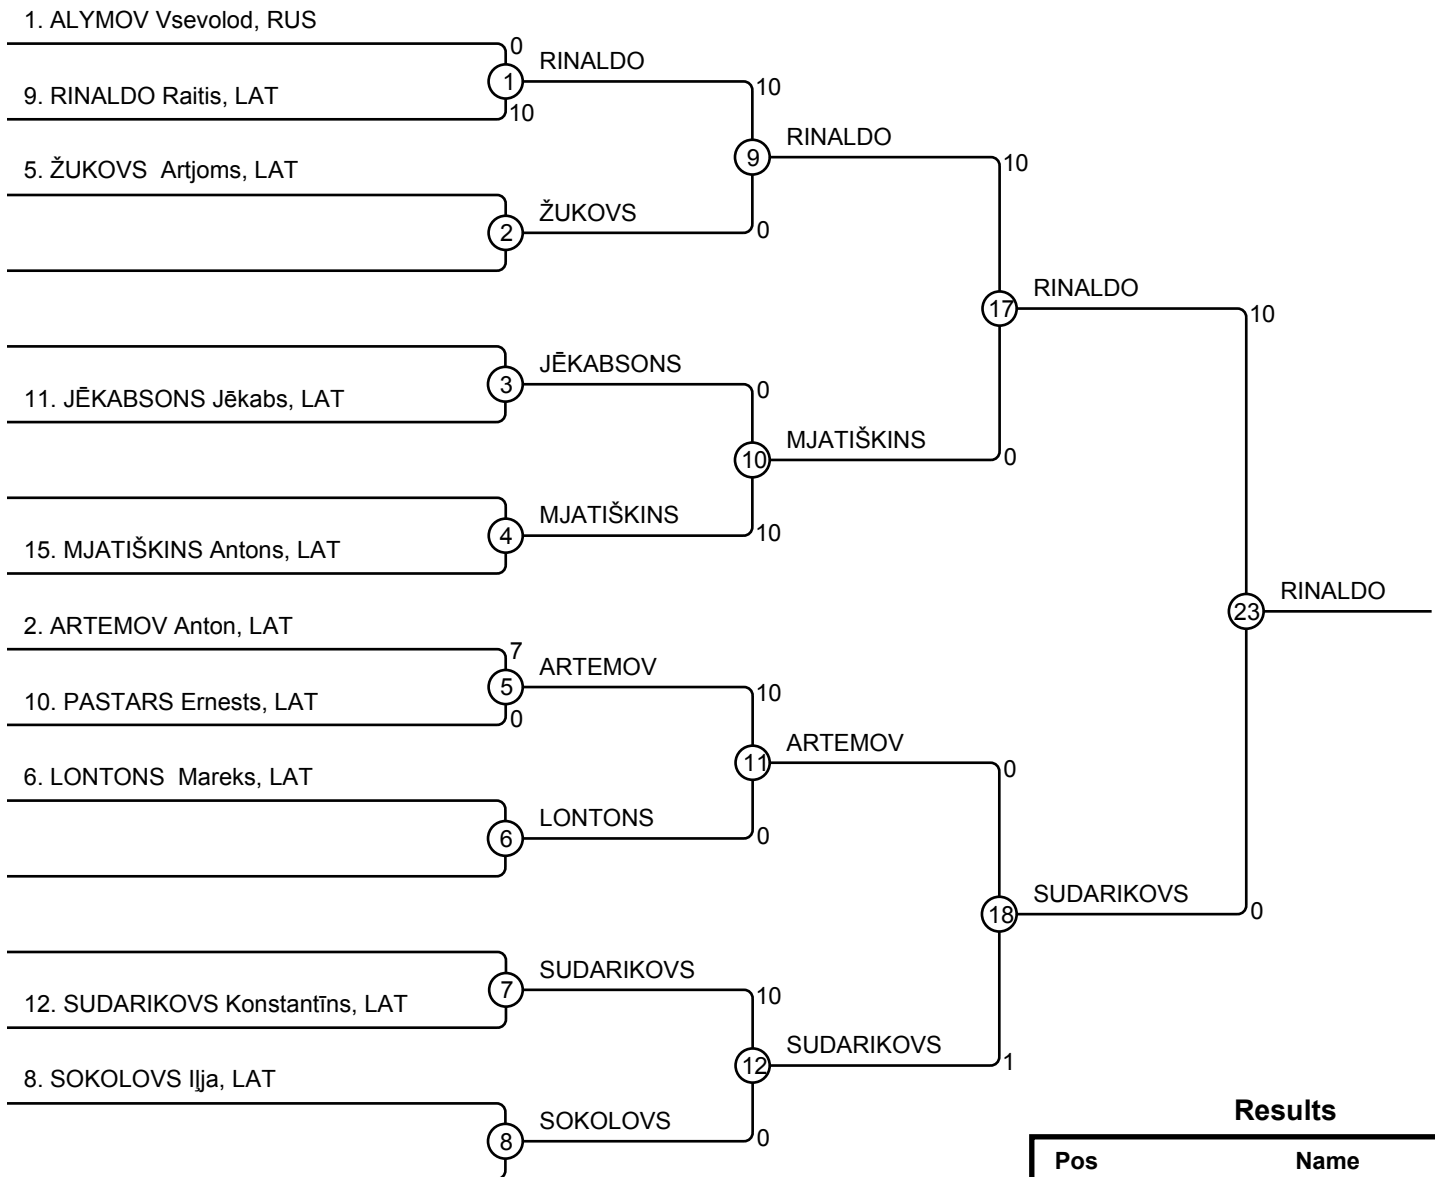 1. ALYMOV Vsevolod, RUS
0
RINALDO
1
10
9. RINALDO Raitis, LAT
10
RINALDO
9
10
5. ŽUKOVS  Artjoms, LAT
ŽUKOVS
2
0
RINALDO
17
10
JĒKABSONS
3
0
11. JĒKABSONS Jēkabs, LAT
MJATIŠKINS
10
0
MJATIŠKINS
4
10
15. MJATIŠKINS Antons, LAT
RINALDO
23
2. ARTEMOV Anton, LAT
7
ARTEMOV
5
10
10. PASTARS Ernests, LAT
0
ARTEMOV
11
0
6. LONTONS  Mareks, LAT
LONTONS
6
0
SUDARIKOVS
18
0
SUDARIKOVS
7
10
12. SUDARIKOVS Konstantīns, LAT
SUDARIKOVS
12
1
8. SOKOLOVS Iļja, LAT
SOKOLOVS
8
0
Results
Pos Name